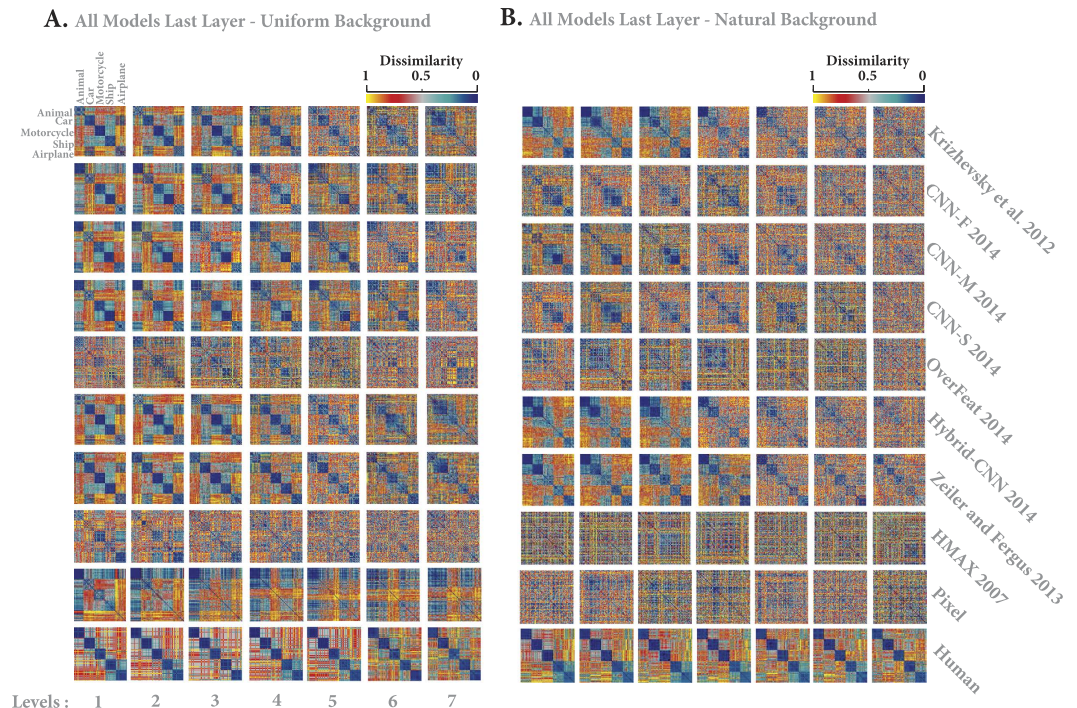 A. All Models Last Layer - Uniform Background
B. All Models Last Layer - Natural Background
Dissimilarity
1 0.5 0
Dissimilarity
1 0.5 0
Animal
Car
Motorcycle
Ship
Airplane
Animal
Car
Motorcycle
Ship
Airplane
Krizhevsky et al. 2012
CNN-F 2014
CNN-M 2014
CNN-S 2014
OverFeat 2014
Hybrid-CNN 2014
Zeiler and Fergus 2013
HMAX 2007
Pixel
Human
Levels : 1 2 3 4 5 6 7